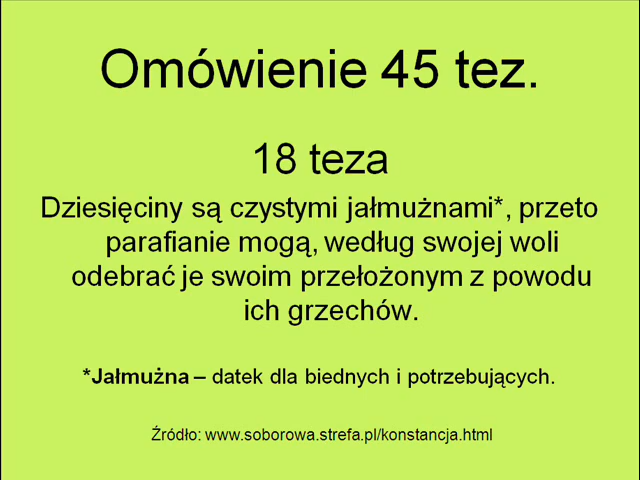 Omówienie 45 tez.
18 teza
Dziesięciny są czystymi jałmużnami*, przeto
parafianie mogą, według swojej woli
odebrać je swoim przełożonym z powodu
ich grzechów.
*Jałmużna – datek dla biednych i potrzebujących.
Źródło: www.soborowa.strefa.pl/konstancja.html